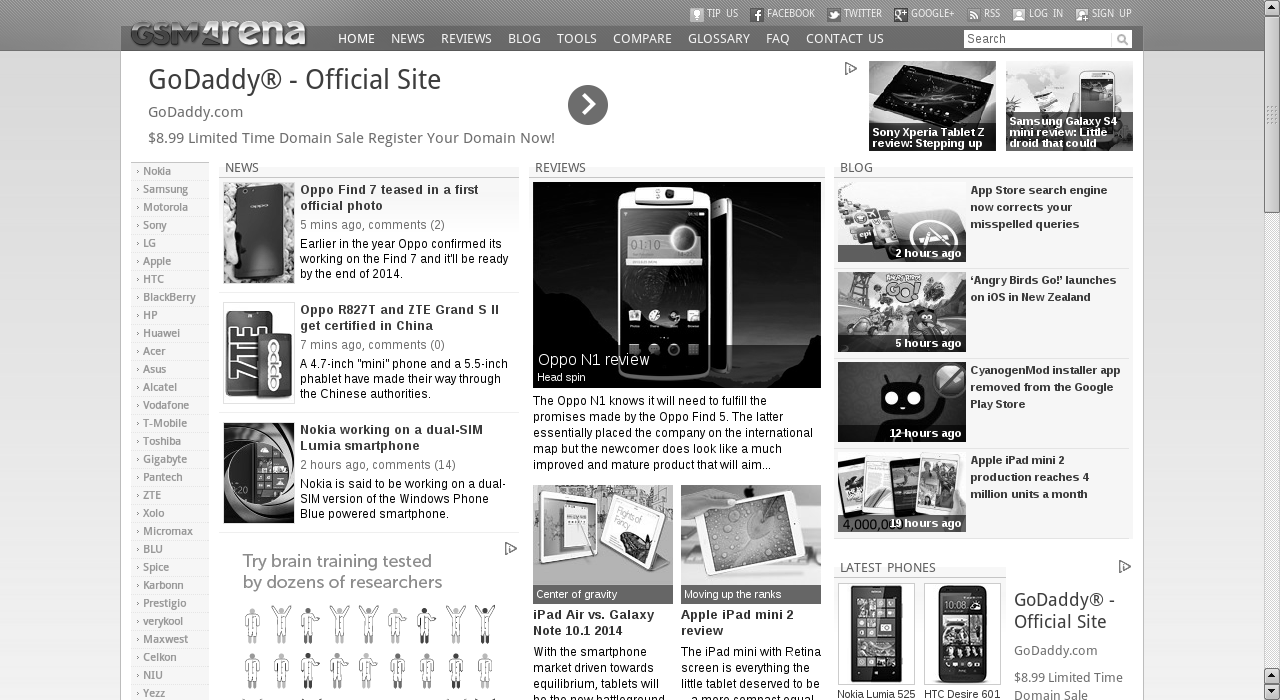 TIP US FACEBOOK TWITTER GOOGLE+ RSS LOG IN SIGN UP
GSMArena
HOME NEWS REVIEWS BLOG TOOLS COMPARE GLOSSARY FAQ CONTACT US
Search
GoDaddy® - Official Site
GoDaddy.com
$8.99 Limited Time Domain Sale Register Your Domain Now!
Sony Xperia Tablet Z
review: Stepping up
Samsung Galaxy S4
mini review: Little
droid that could
Nokia
Samsung
Motorola
Sony
LG
Apple
HTC
BlackBerry
HP
Huawei
Acer
Asus
Alcatel
Vodafone
T-Mobile
Toshiba
Gigabyte
Pantech
ZTE
Xolo
Micromax
BLU
Spice
Karbonn
Prestigio
verykool
Maxwest
Celkon
NIU
Yezz
NEWS
Oppo Find 7 teased in a first
official photo
5 mins ago, comments (2)
Earlier in the year Oppo confirmed its
working on the Find 7 and it'll be ready
by the end of 2014.
ZTE
oppo
Oppo R827T and ZTE Grand S II
get certified in China
7 mins ago, comments (0)
A 4.7-inch "mini" phone and a 5.5-inch
phablet have made their way through
the Chinese authorities.
Nokia working on a dual-SIM
Lumia smartphone
2 hours ago, comments (14)
Nokia is said to be working on a dual-
SIM version of the Windows Phone
Blue powered smartphone.
Try brain training tested
by dozens of researchers
REVIEWS
01:10
Oppo N1 review
Head spin
The Oppo N1 knows it will need to fulfill the
promises made by the Oppo Find 5. The latter
essentially placed the company on the international
map but the newcomer does look like a much
improved and mature product that will aim...
Flights of
Fancy
Center of gravity
iPad Air vs. Galaxy
Note 10.1 2014
With the smartphone
market driven towards
equilibrium, tablets will
be the new battleground
Moving up the ranks
Apple iPad mini 2
review
The iPad mini with Retina
screen is everything the
little tablet deserved to be
- a more compact equal
BLOG
epi
2 hours ago
App Store search engine
now corrects your
misspelled queries
ANGRY BIRDS
GO!
5 hours ago
‘Angry Birds Go!’ launches
on iOS in New Zealand
12 hours ago
CyanogenMod installer app
removed from the Google
Play Store
4,000,00
19 hours ago
Apple iPad mini 2
production reaches 4
million units a month
LATEST PHONES
10:08
Nokia Lumia 525
HTC Desire 601
GoDaddy® -
Official Site
GoDaddy.com
$8.99 Limited Time
Domain Sale